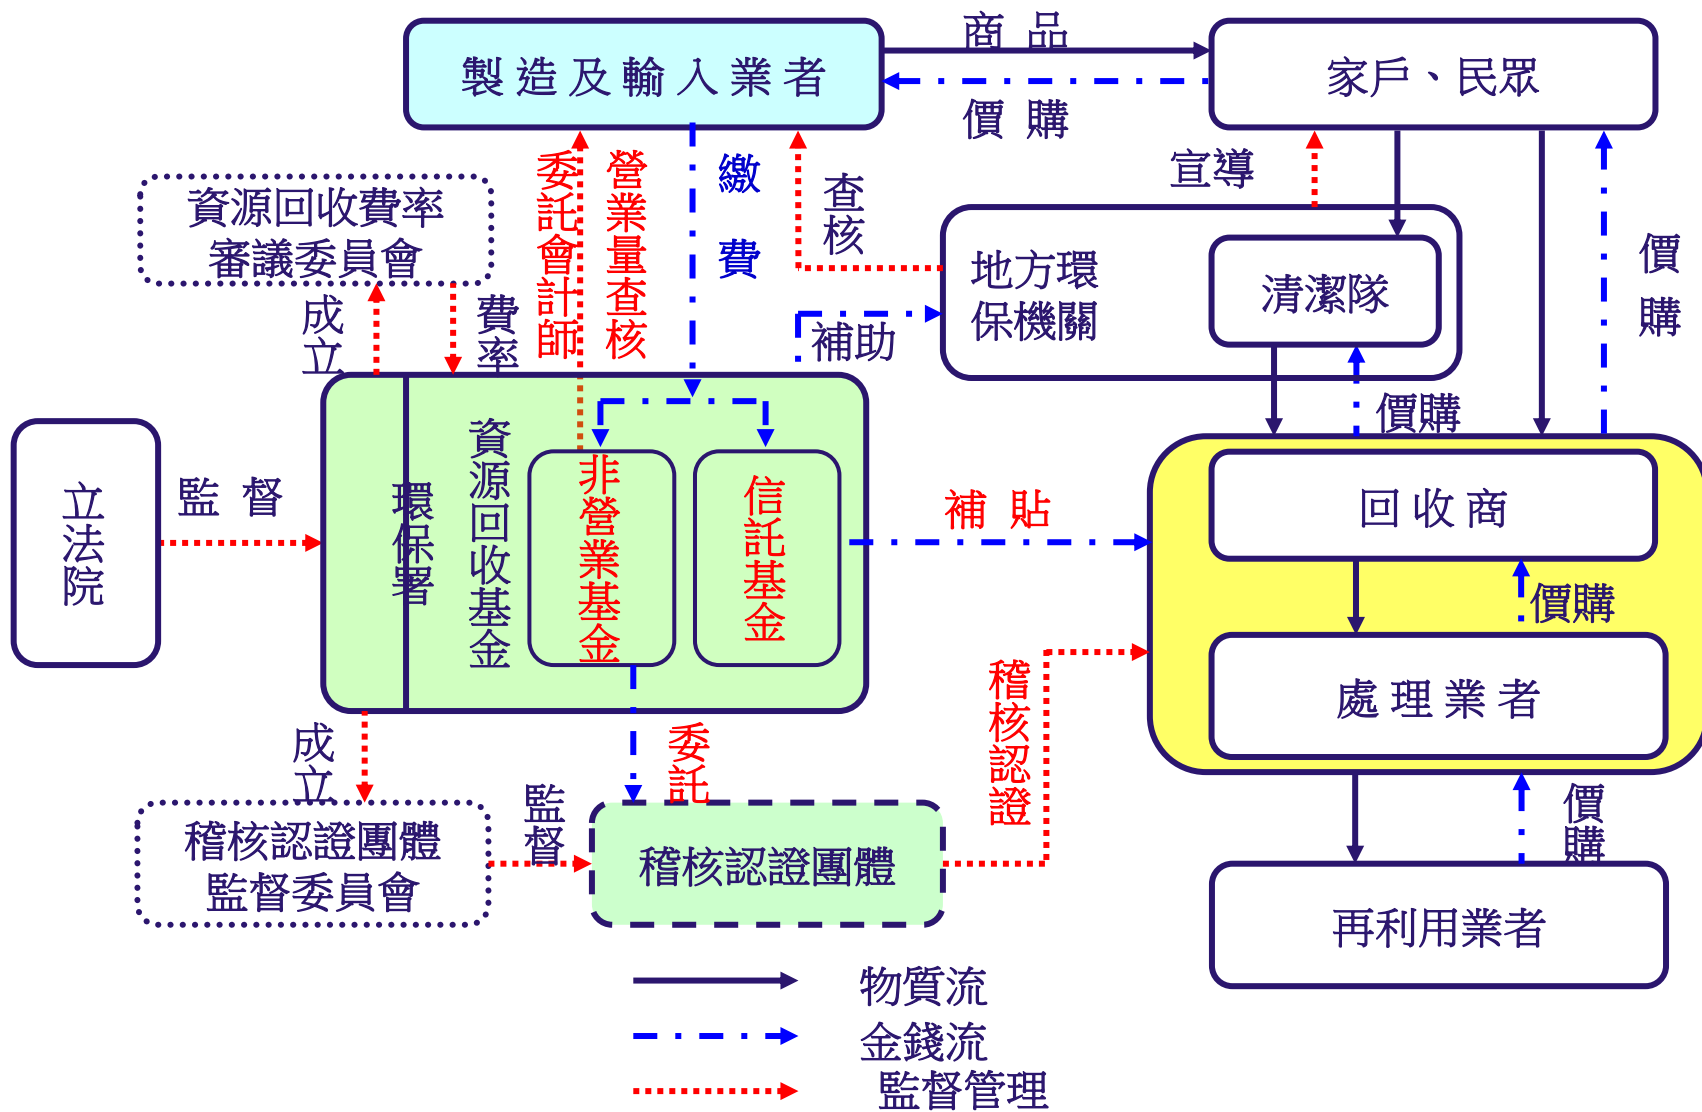 商 品
製造及輸入業者
家戶、民眾
價 購
委託會計師
營業量查核
繳 費
查核
宣導
資源回收費率
審議委員會
地方環
保機關
清潔隊
價 購
成立
費率
補助
價購
立法院
監 督
環保署
資源回收基金
非營業基金
信託基金
補 貼
回收商
價購
處理業者
稽核認證
成立
委託
監督
價購
稽核認證團體
監督委員會
稽核認證團體
再利用業者
物質流
金錢流
監督管理